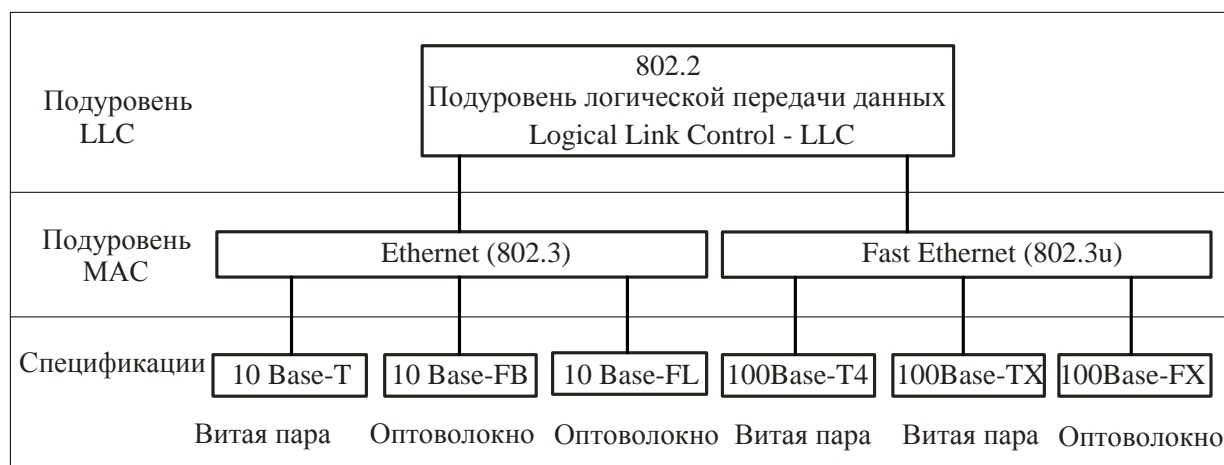 802.2
Подуровень логической передачи данных
Logical Link Control - LLC
Подуровень
LLC
Подуровень
MAC
Ethernet (802.3)
Fast Ethernet (802.3u)
Спецификации
10 Base-T
10 Base-FB
10 Base-FL
100Base-T4
100Base-TX
100Base-FX
Витая пара
Оптоволокно
Оптоволокно
Витая пара
Витая пара
Оптоволокно